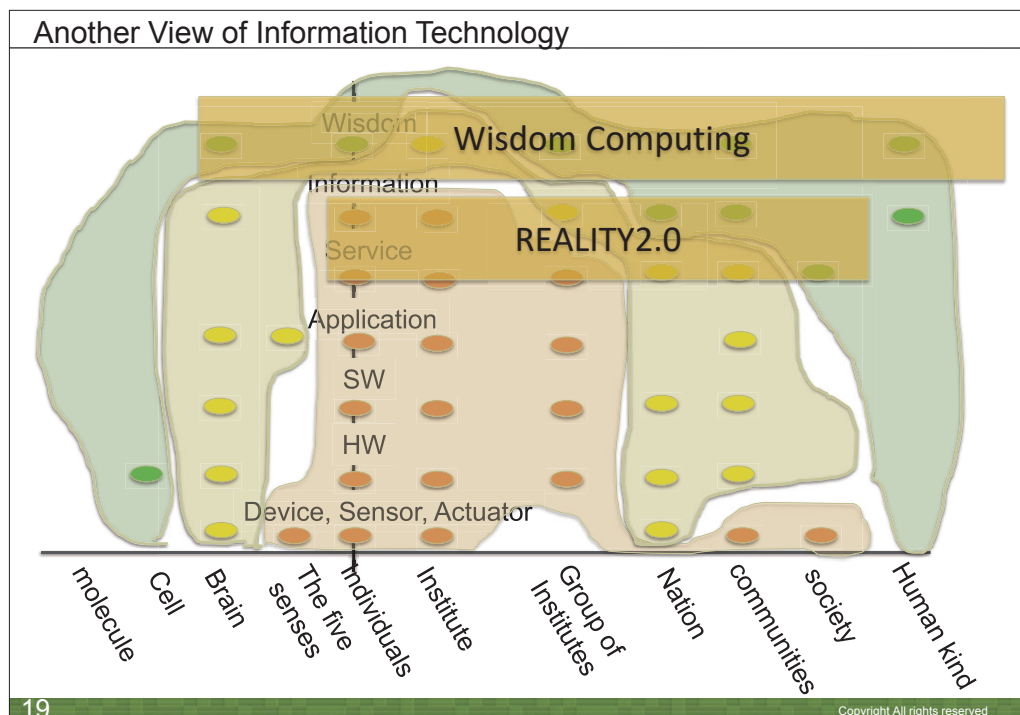 Another View of Information Technology
Wisdom
Wisdom Computing
Information
REALITY2.0
Service
Application
SW
HW
Device, Sensor, Actuator
molecule
Cell
Brain
The five
senses
Individuals
Institute
Group of
Institutes
Nation
communities
society
Human kind
19
Copyright All rights reserved